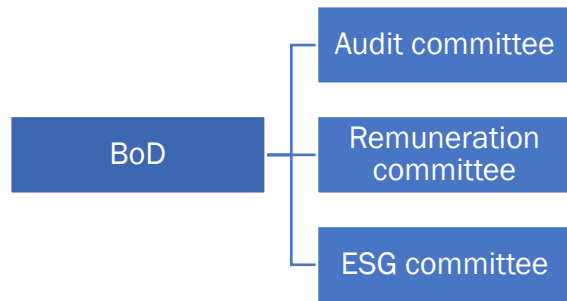 Audit committee
BoD
Remuneration
committee
ESG committee